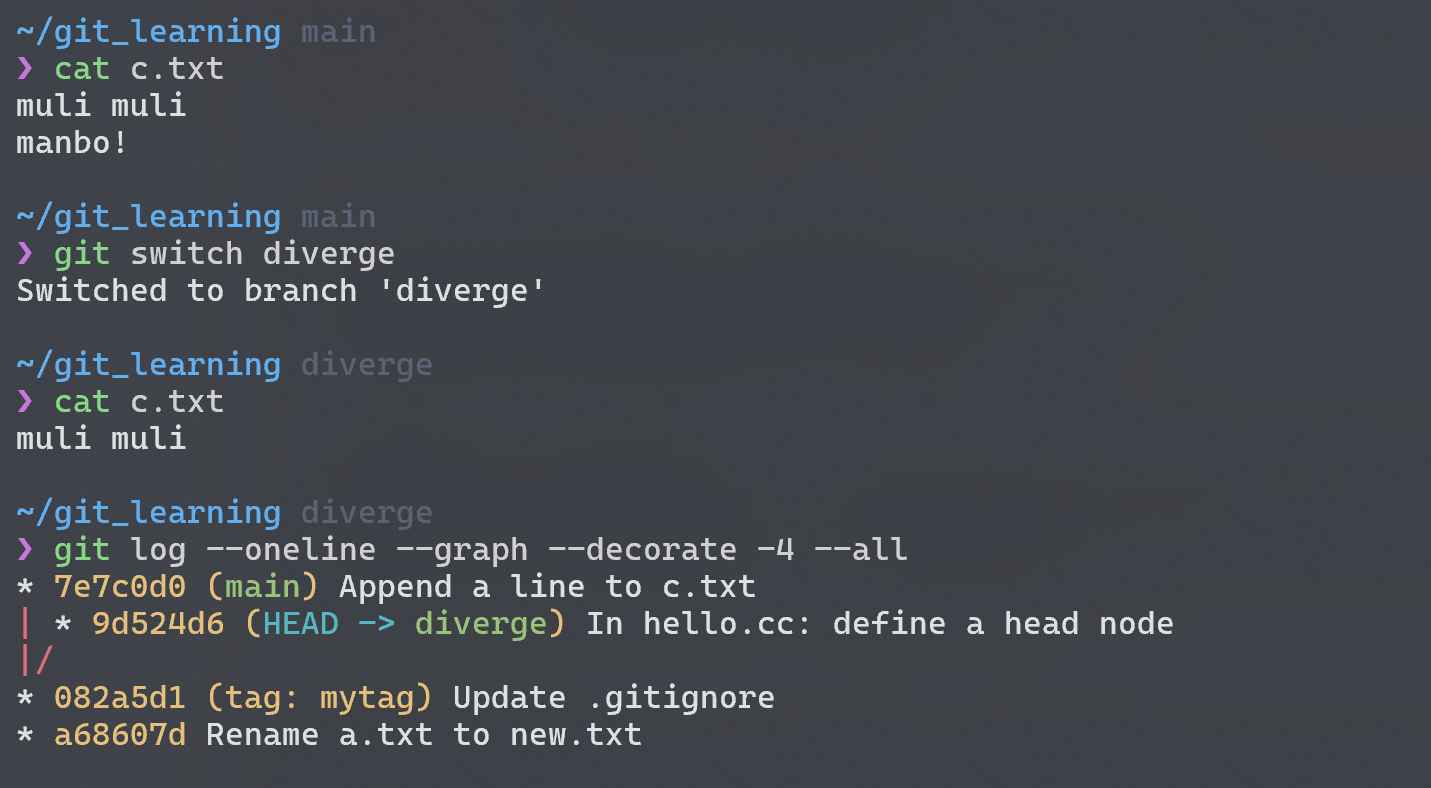 ~/git_learning main
❯ cat c.txt
muli muli
manbo!
~/git_learning main
❯ git switch diverge
Switched to branch 'diverge'
~/git_learning diverge
❯ cat c.txt
muli muli
~/git_learning diverge
❯ git log --oneline --graph --decorate -4 --all
* 7e7c0d0 (main) Append a line to c.txt
| * 9d524d6 (HEAD -> diverge) In hello.cc: define a head node
|/
* 082a5d1 (tag: mytag) Update .gitignore
* a68607d Rename a.txt to new.txt